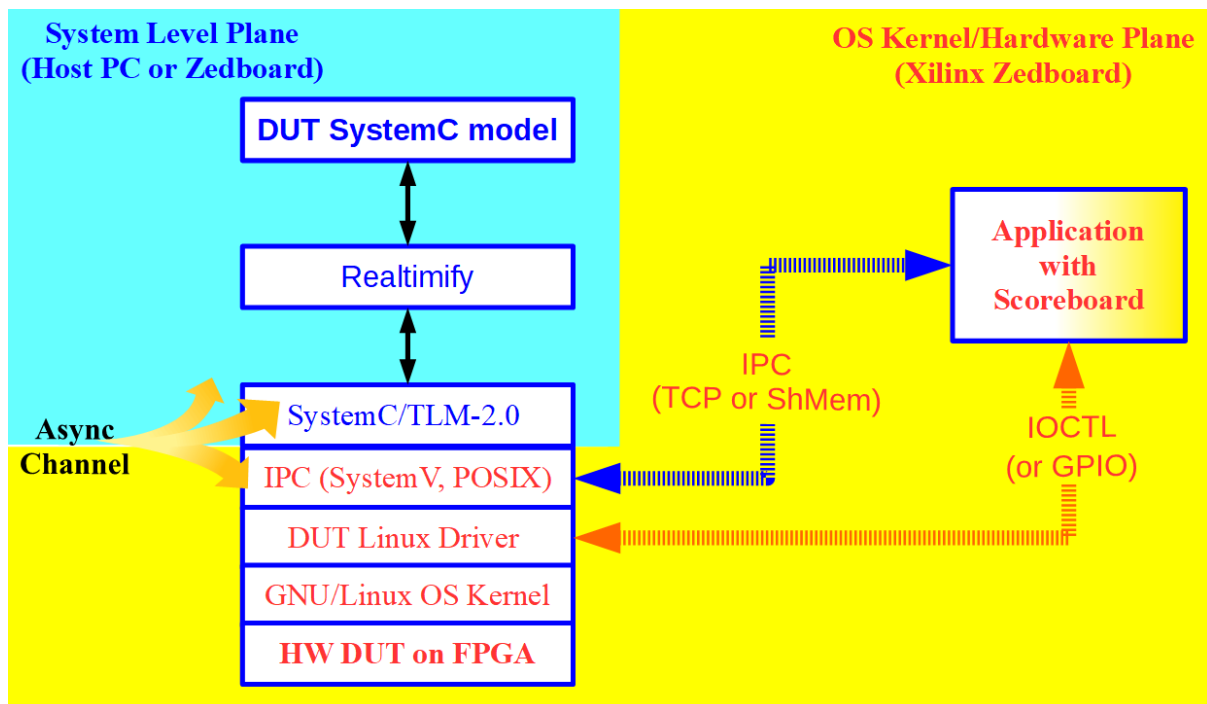 System Level Plane
(Host PC or Zedboard)
OS Kernel/Hardware Plane
(Xilinx Zedboard)
DUT SystemC model
Realtimify
Application
with
Scoreboard
IPC
(TCP or ShMem)
Async
Channel
SystemC/TLM-2.0
IOCTL
(or GPIO)
IPC (SystemV, POSIX)
DUT Linux Driver
GNU/Linux OS Kernel
HW DUT on FPGA